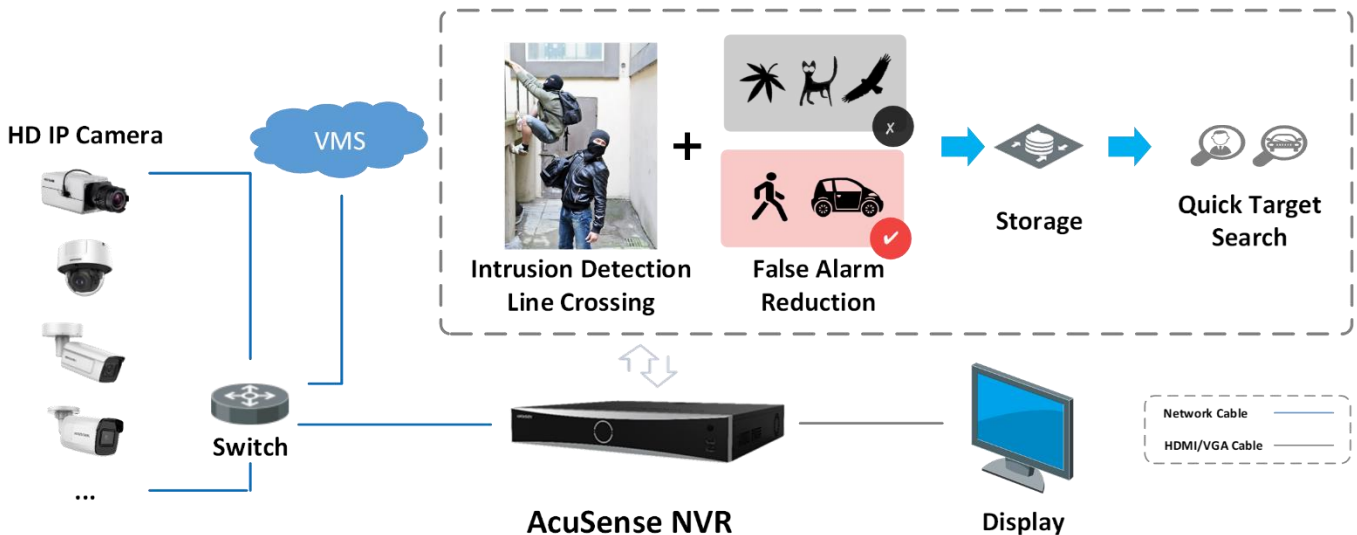 HD IP Camera
VMS
Intrusion Detection
Line Crossing
+
False Alarm
Reduction
Storage
Quick Target
Search
Switch
...
AcuSense NVR
Display
Network Cable
HDMI/VGA Cable